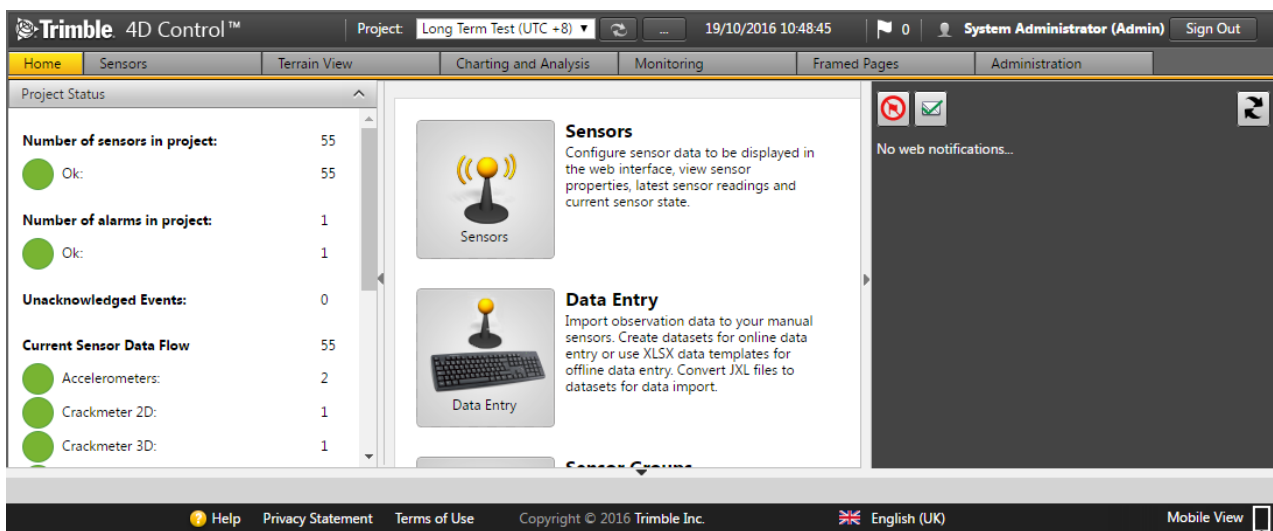 Trimble. 4D Control™
Project: Long Term Test (UTC +8) ▼ ... 19/10/2016 10:48:45 0 System Administrator (Admin) Sign Out
Home Sensors Terrain View Charting and Analysis Monitoring Framed Pages Administration
Project Status
Number of sensors in project: 55
Ok: 55
Number of alarms in project: 1
Ok: 1
Unacknowledged Events: 0
Current Sensor Data Flow 55
Accelerometers: 2
Crackmeter 2D: 1
Crackmeter 3D: 1
Sensors
Sensors
Configure sensor data to be displayed in
the web interface, view sensor
properties, latest sensor readings and
current sensor state.
Data Entry
Data Entry
Import observation data to your manual
sensors. Create datasets for online data
entry or use XLSX data templates for
offline data entry. Convert JXL files to
datasets for data import.
Sensor Groups
No web notifications...
Help Privacy Statement Terms of Use Copyright © 2016 Trimble Inc. English (UK) Mobile View